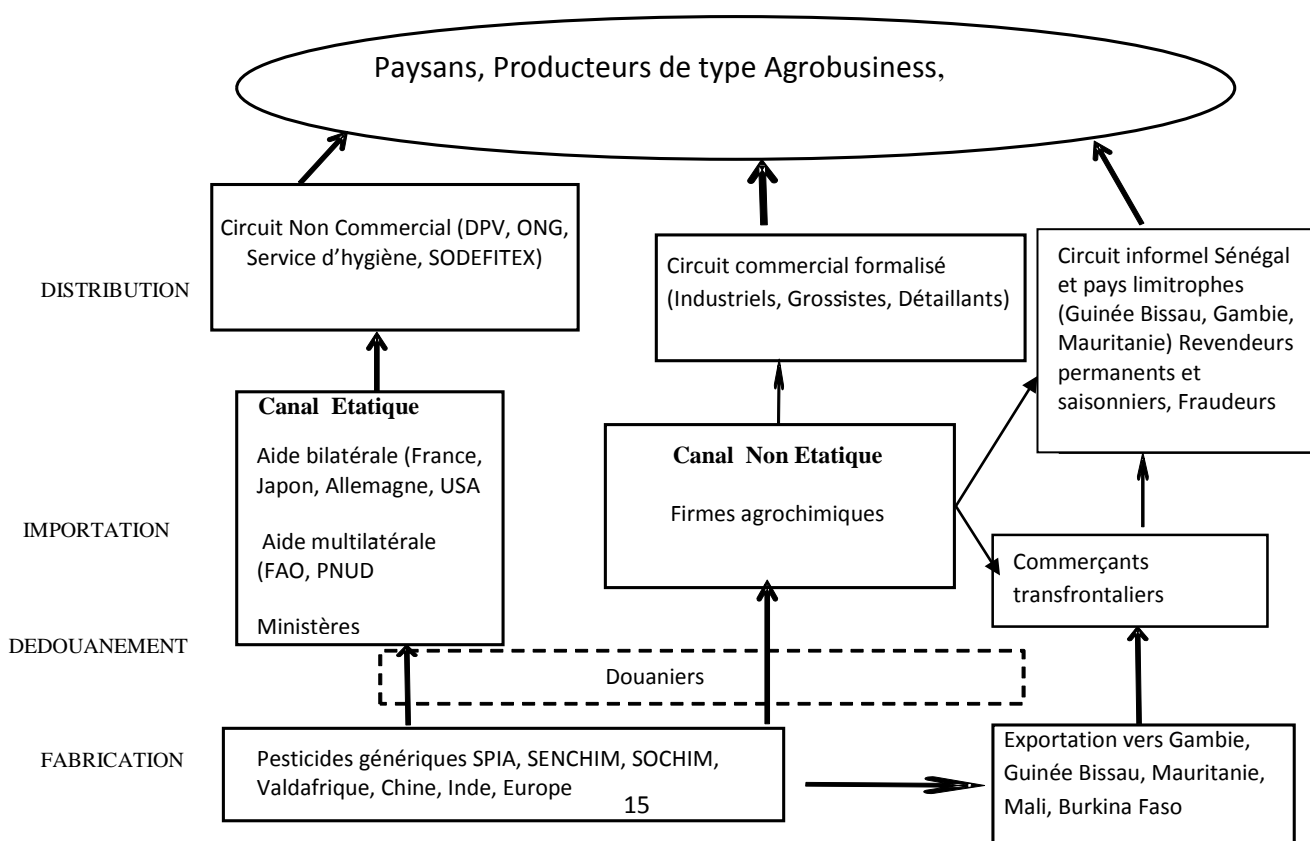 Paysans, Producteurs de type Agrobusiness,
Circuit Non Commercial (DPV, ONG,
Service d’hygiène, SODEFITEX)
Circuit commercial formalisé
(Industriels, Grossistes, Détaillants)
Circuit informel Sénégal
et pays limitrophes
(Guinée Bissau, Gambie,
Mauritanie) Revendeurs
permanents et
saisonniers, Fraudeurs
DISTRIBUTION
Canal Etatique
Aide bilatérale (France,
Japon, Allemagne, USA
Aide multilatérale
(FAO, PNUD
Ministères
Canal Non Etatique
Firmes agrochimiques
IMPORTATION
Commerçants
transfrontaliers
DEDOUANEMENT
Douaniers
FABRICATION
Pesticides génériques SPIA, SENCHIM, SOCHIM,
Valdafrique, Chine, Inde, Europe
15
Exportation vers Gambie,
Guinée Bissau, Mauritanie,
Mali, Burkina Faso